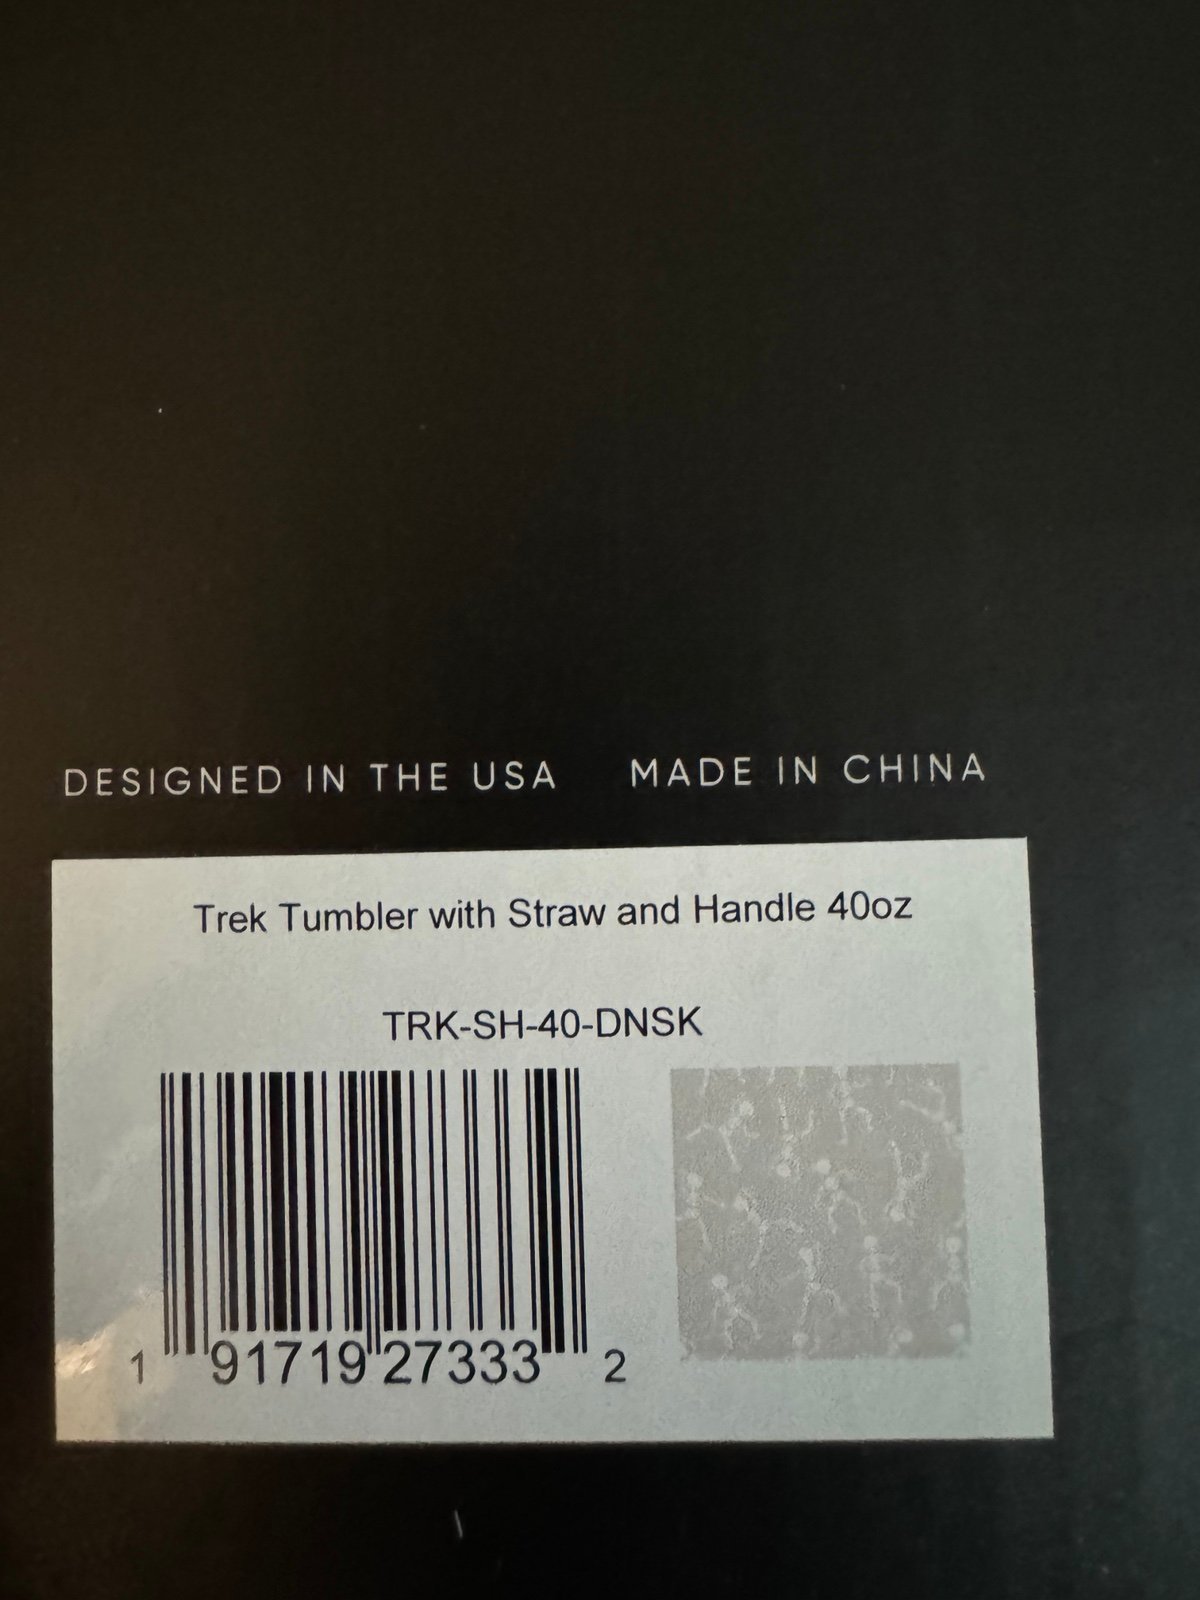 DESIGNED IN THE USA MADE IN CHINA
Trek Tumbler with Straw and Handle 40oz
TRK-SH-40-DNSK
1 91719 27333 2